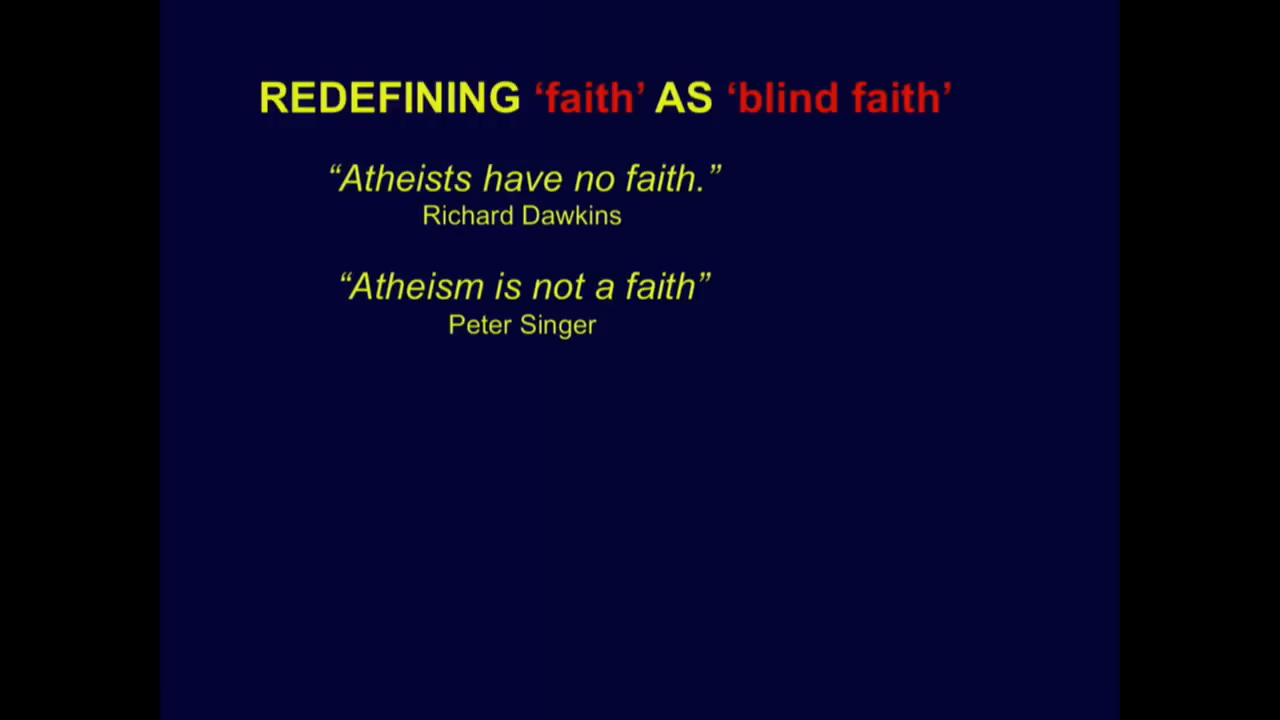 REDEFINING ‘faith’ AS ‘blind faith’
“Atheists have no faith.”
Richard Dawkins
“Atheism is not a faith”
Peter Singer